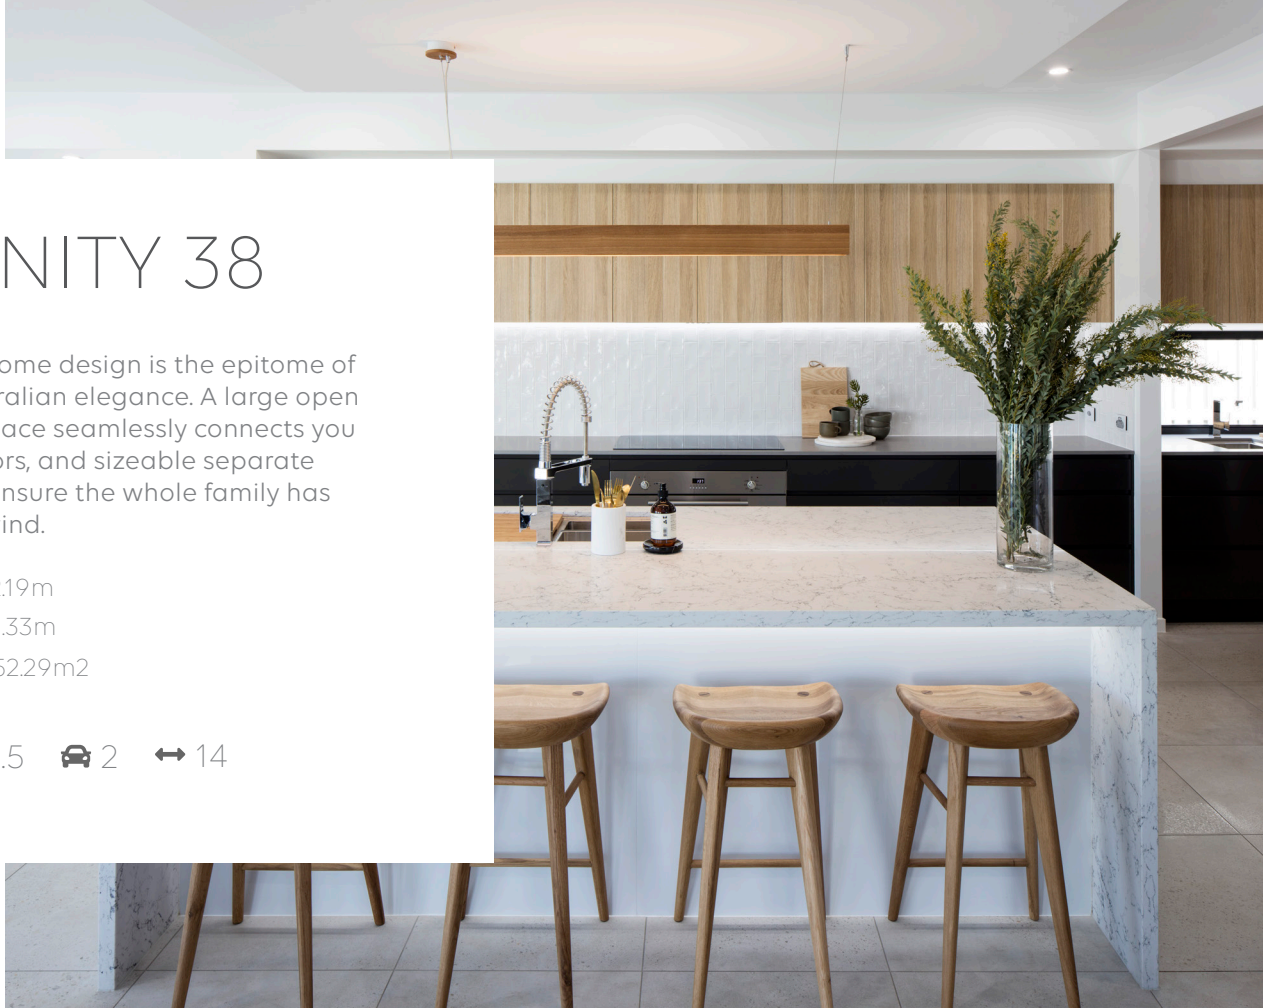 NITY 38
ome design is the epitome of
ralian elegance. A large open
ace seamlessly connects you
ors, and sizeable separate
nsure the whole family has
ind.
.19m
.33m
52.29m2
.5 2 14